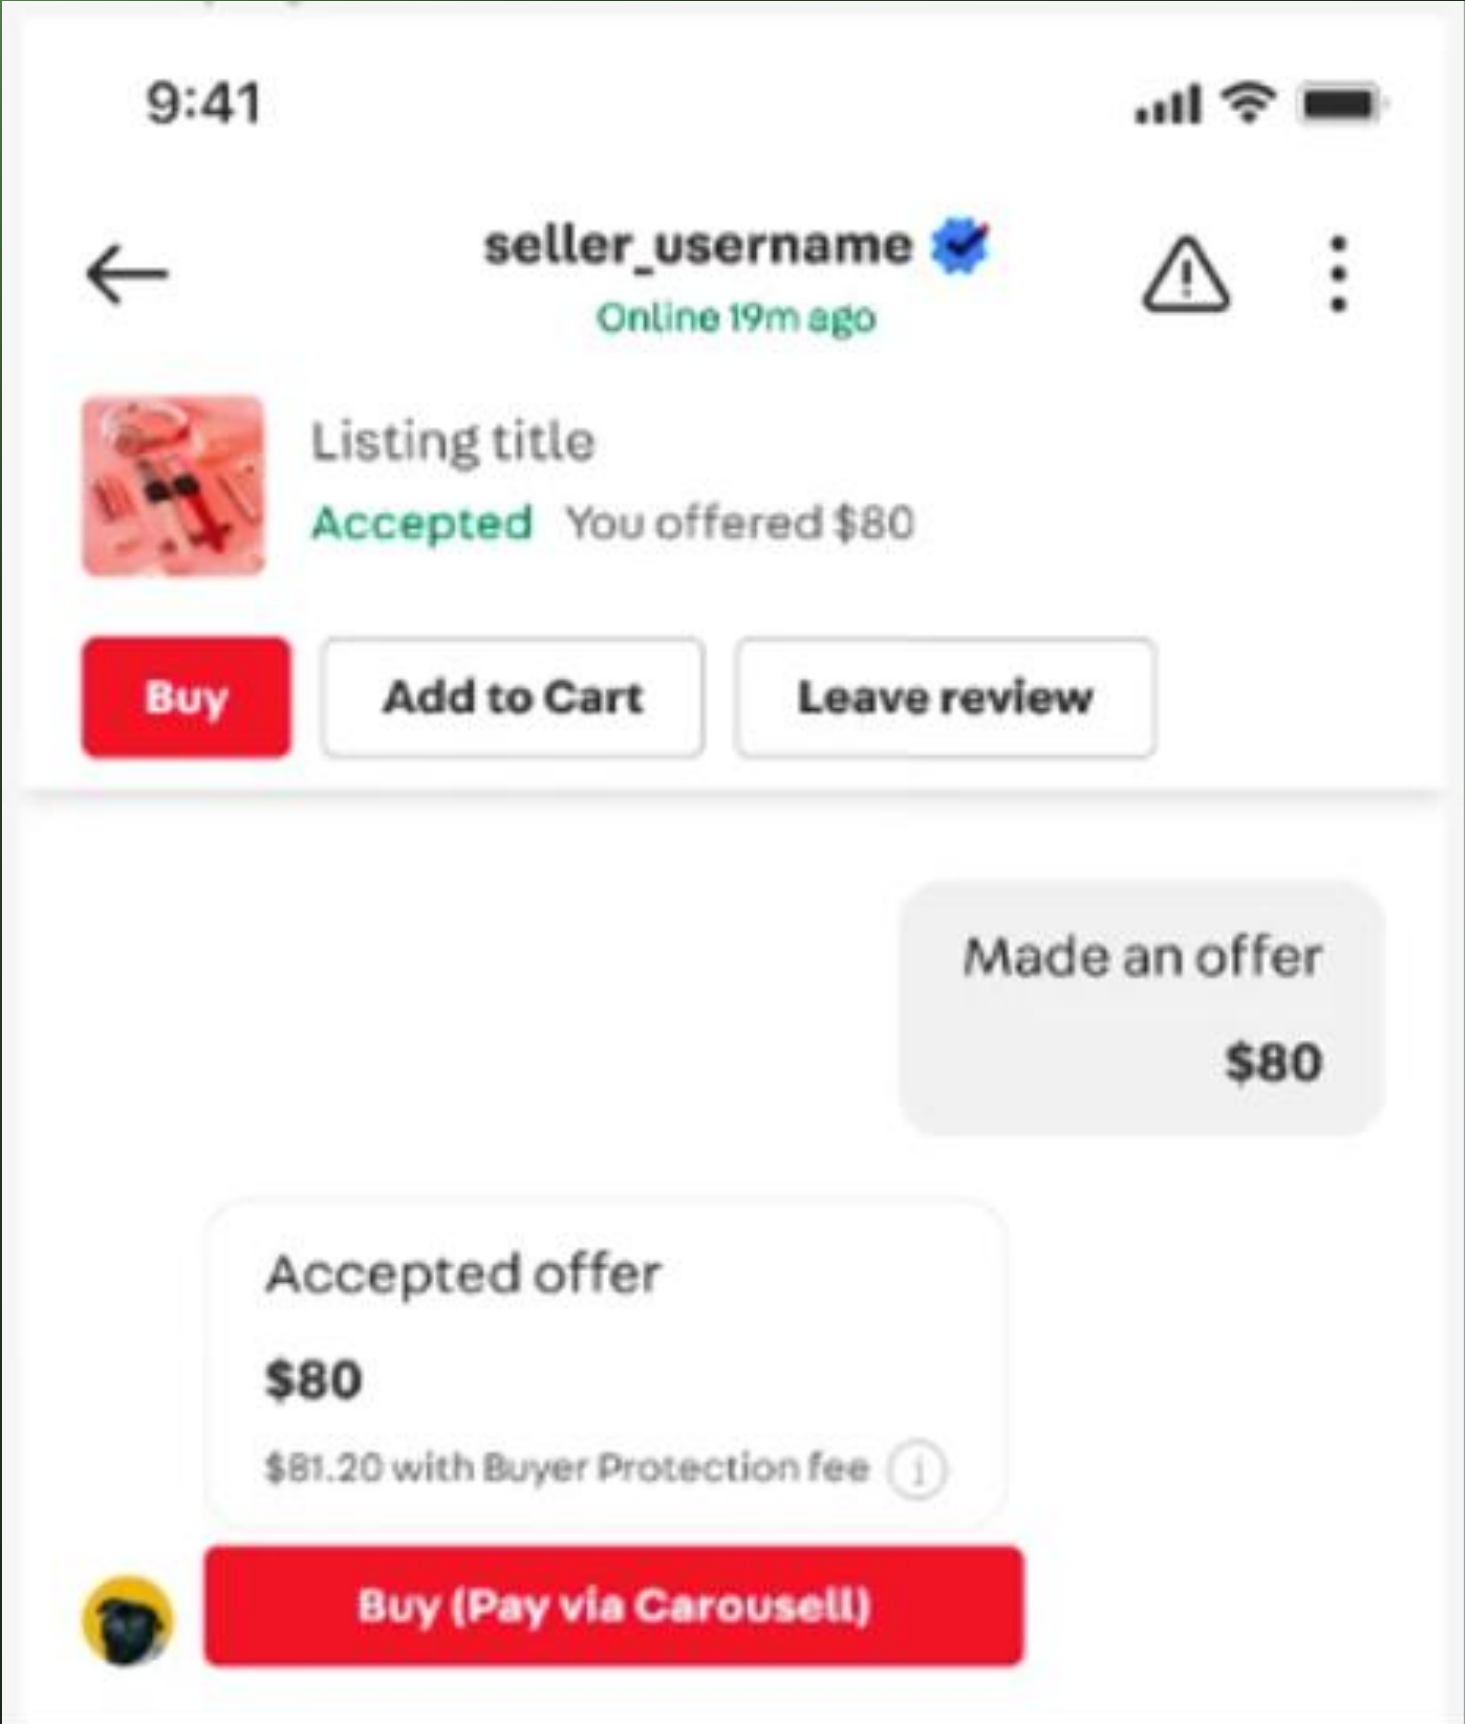 9:41
seller_username
Online 19m ago
Listing title
Accepted You offered $80
Buy Add to Cart Leave review
Made an offer
$80
Accepted offer
$80
$81.20 with Buyer Protection fee
Buy (Pay via Carousell)